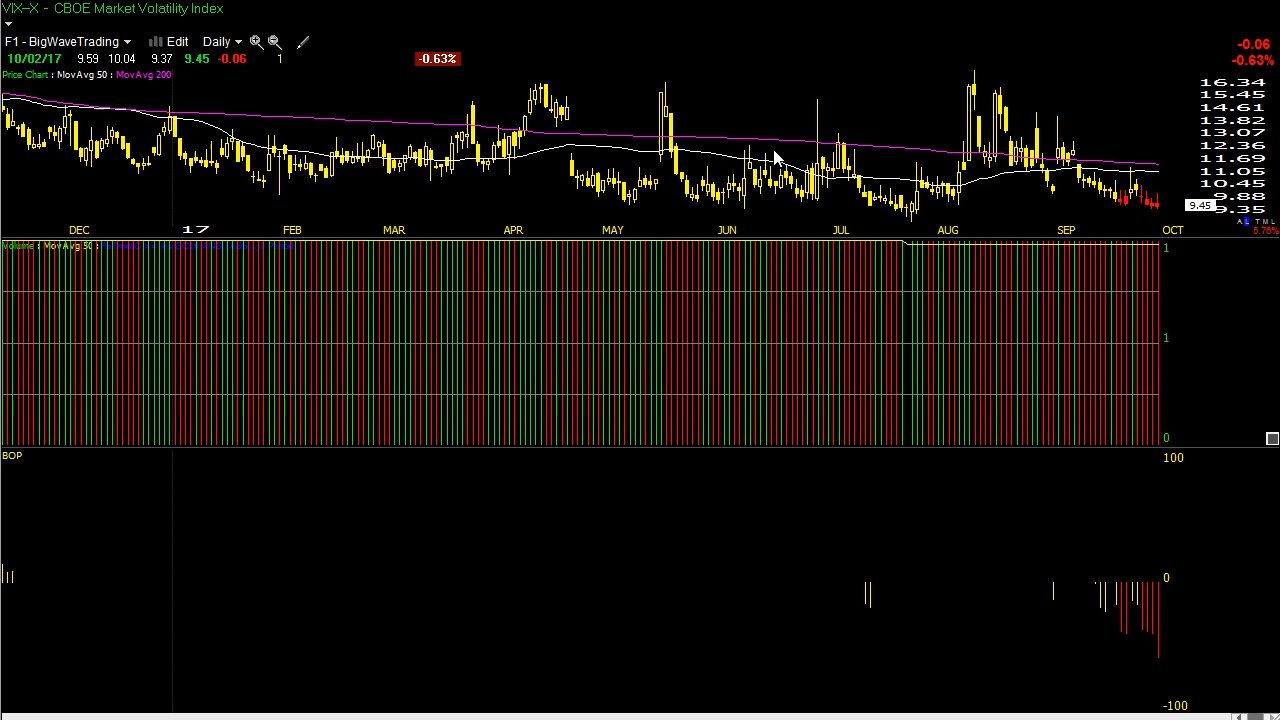 VIX--X - CBOE Market Volatility Index
F1 - BigWaveTrading Edit Daily
10/02/17 9.59 10.04 9.37 9.45 -0.06 1 -0.63%
-0.06
-0.63%
Price Chart : MovAvg 50 : MovAvg 200
16.34
15.45
14.61
13.82
13.07
12.36
11.69
11.05
10.45
9.88
9.45 9.35
A L T M L
DEC 17 FEB MAR APR MAY JUN JUL AUG SEP OCT 5.76%
Volume : MovAvg 50 :
1
1
0
BOP
100
0
-100